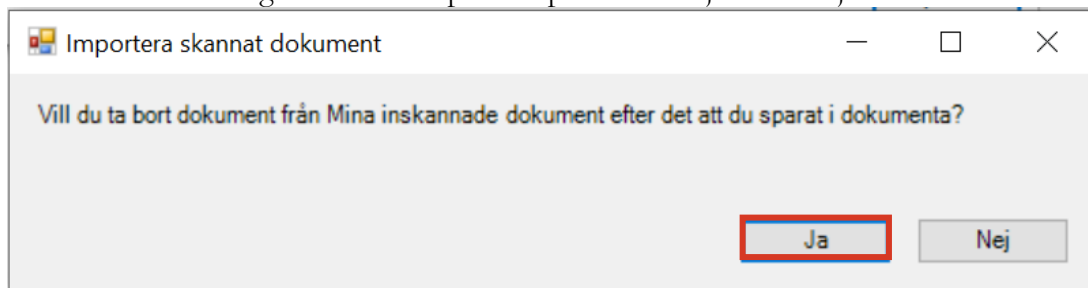 Importera skannat dokument
Vill du ta bort dokument från Mina inskannade dokument efter det att du sparat i dokumenta?
Ja
Nej